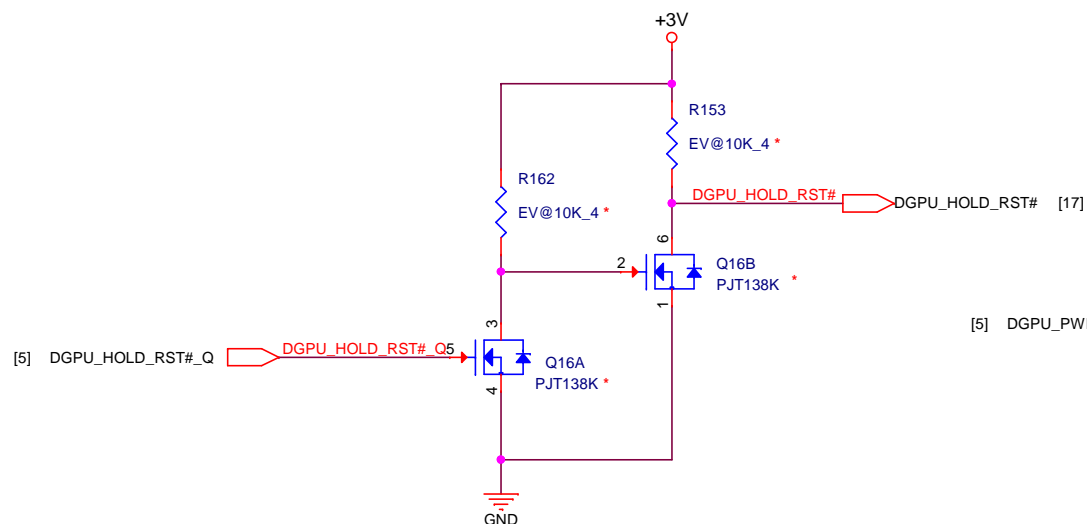 +3V
R153
EV@10K_4 *
R162
EV@10K_4 *
DGPU_HOLD_RST#
DGPU_HOLD_RST# [17]
6
2
Q16B
PJT138K *
1
3
[5] DGPU_PW
[5] DGPU_HOLD_RST#_Q
DGPU_HOLD_RST#_Q
5
Q16A
PJT138K *
4
GND